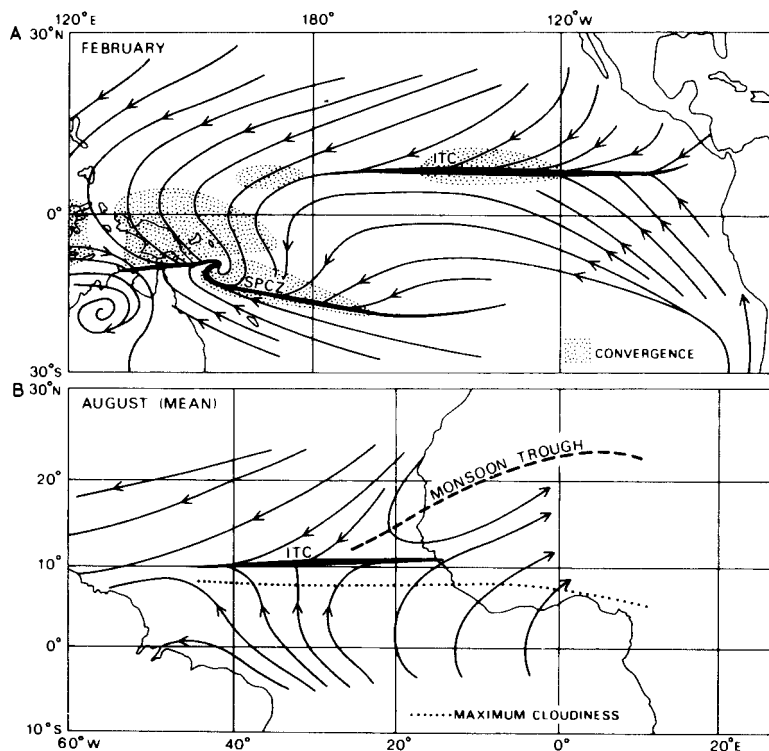 120°E 180° 120°W
A
30°N
FEBRUARY
ITC
0°
SPCZ
CONVERGENCE
30°S
B
30°N
AUGUST (MEAN)
MONSOON TROUGH
20°
ITC
10°
0°
MAXIMUM CLOUDINESS
10°S
60°W 40° 20° 0° 20°E